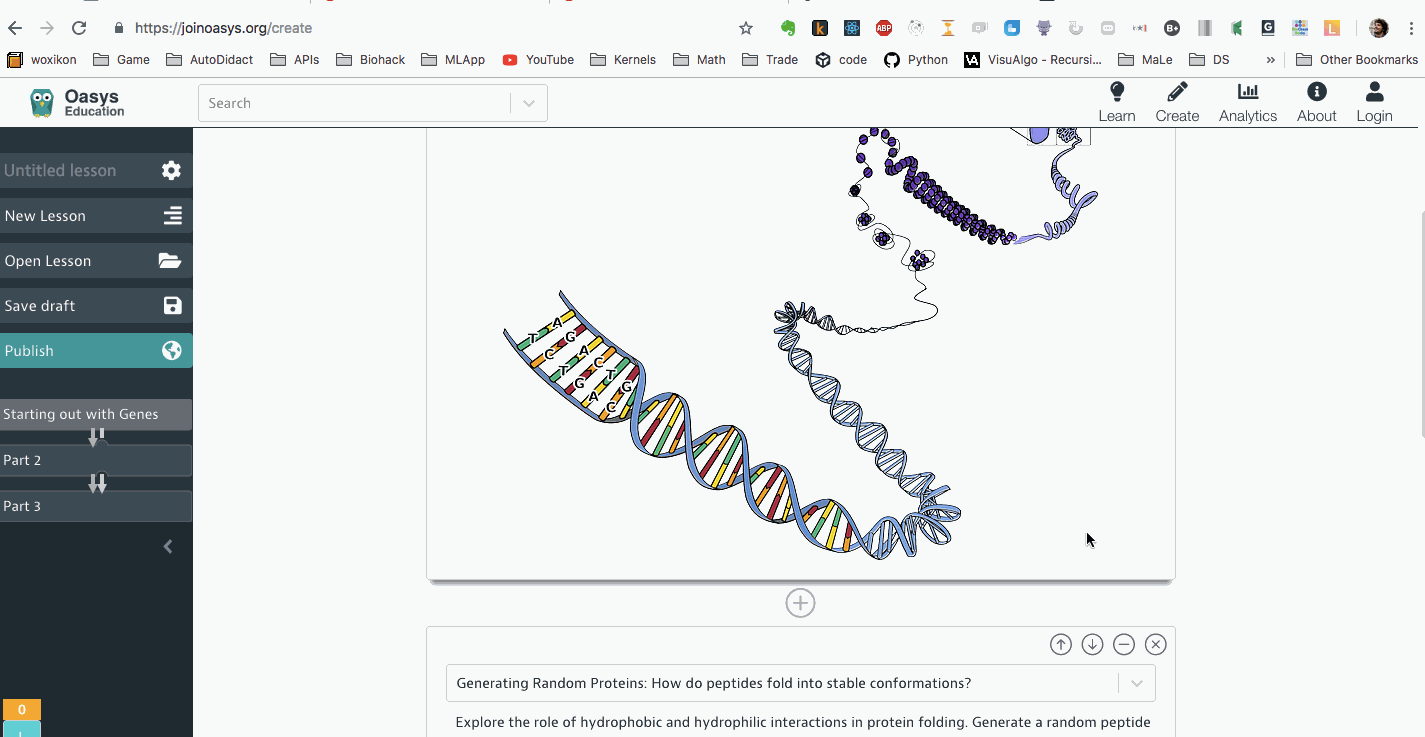 https://joinoasys.org/create
woxikon
Game
AutoDidact
APIs
Biohack
MLApp
YouTube
Kernels
Math
Trade
code
Python
VisuAlgo - Recursi...
MaLe
DS
»
Other Bookmarks
Oasys
Education
Search
Learn
Create
Analytics
About
Login
Untitled lesson
New Lesson
Open Lesson
Save draft
Publish
Starting out with Genes
Part 2
Part 3
0
T A
C G
T A
G C
A T
C G
Generating Random Proteins: How do peptides fold into stable conformations?
Explore the role of hydrophobic and hydrophilic interactions in protein folding. Generate a random peptide